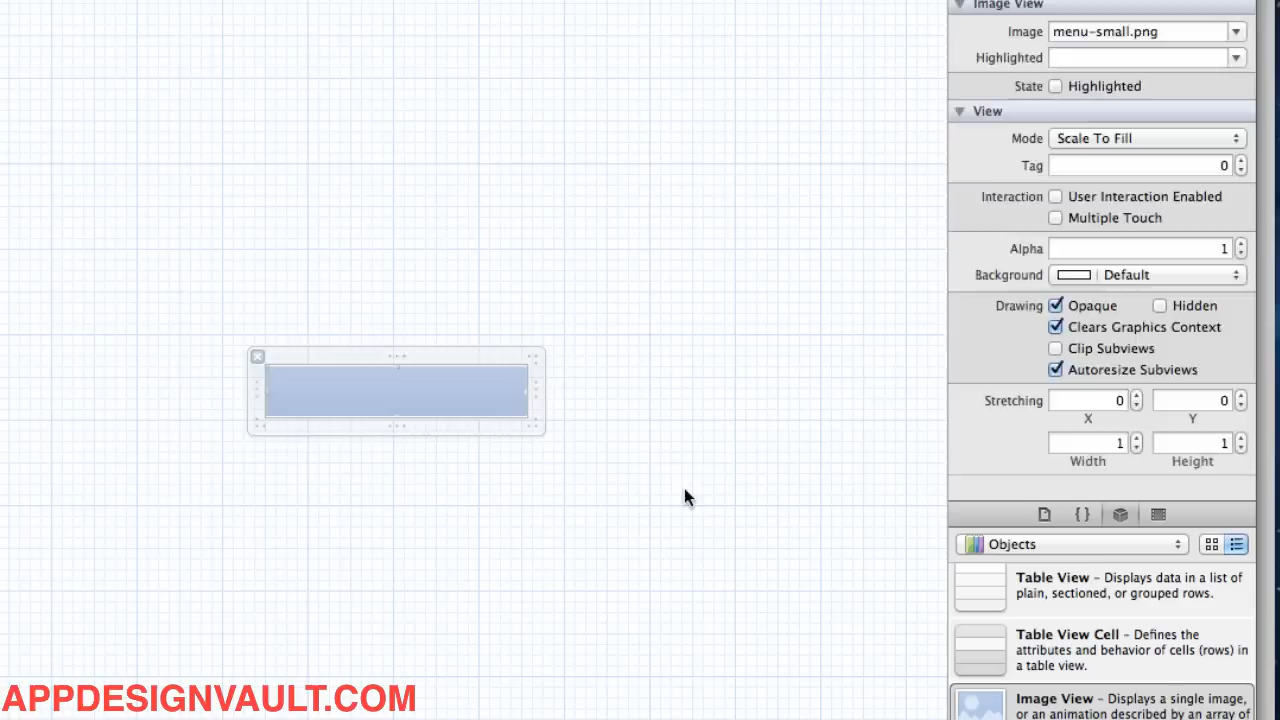 Image View
Image menu-small.png
Highlighted
State Highlighted
View
Mode Scale To Fill
Tag 0
Interaction User Interaction Enabled
Multiple Touch
Alpha 1
Background Default
Drawing Opaque Hidden
Clears Graphics Context
Clip Subviews
Autoresize Subviews
Stretching 0 0
X Y
1 1
Width Height
{ }
Objects
Table View – Displays data in a list of
plain, sectioned, or grouped rows.
Table View Cell – Defines the
attributes and behavior of cells (rows) in
a table view.
Image View – Displays a single image,
or an animation described by an array of
APPDESIGNVAULT.COM